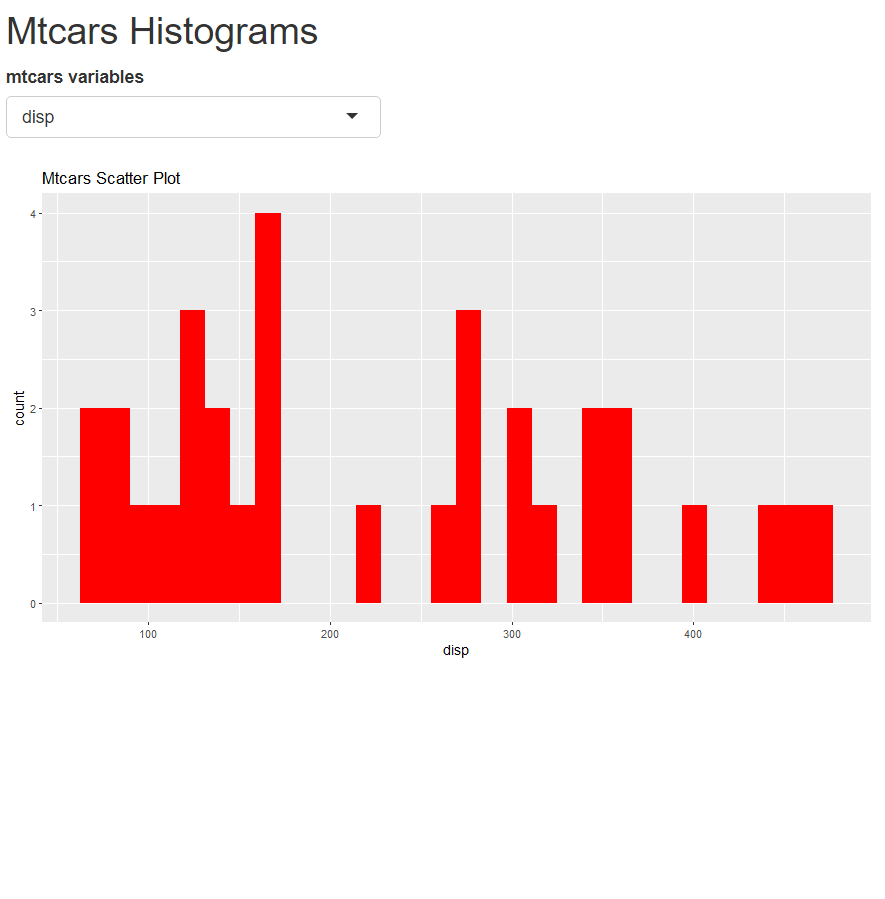 Mtcars Histograms
mtcars variables
disp
Mtcars Scatter Plot
4
3
2
1
0
count
100 200 300 400
disp